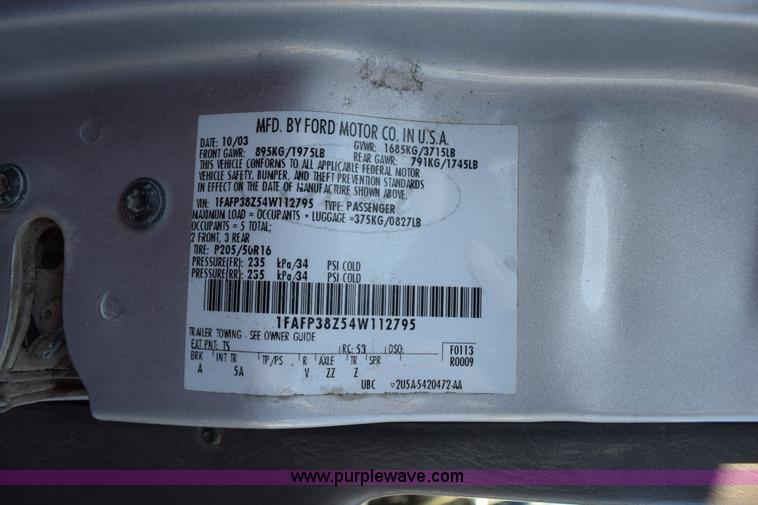 MFD. BY FORD MOTOR CO. IN U.S.A.
DATE: 10/03 GVWR: 1685KG/3715LB
FRONT GAWR: 895KG/1975LB REAR GAWR: 791KG/1745LB
THIS VEHICLE CONFORMS TO ALL APPLICABLE FEDERAL MOTOR
VEHICLE SAFETY, BUMPER, AND THEFT PREVENTION STANDARDS
IN EFFECT ON THE DATE OF MANUFACTURE SHOWN ABOVE.
VIN: 1FAFP38Z54W112795 TYPE: PASSENGER
MAXIMUM LOAD = OCCUPANTS + LUGGAGE =375KG/0827LB
OCCUPANTS = 5 TOTAL;
2 FRONT, 3 REAR
TIRE: P205/50R16
PRESSURE(FR): 235 kPa/34 PSI COLD
PRESSURE(RR): 235 kPa/34 PSI COLD
1FAFP38Z54W112795
TRAILER TOWING - SEE OWNER GUIDE
EXT PNT: TS RC: 53 DSO: F0113
BRK INT TR TP/PS R AXLE TR SPR R0009
A 5A V ZZ Z
UBC 2U5A-5420472-AA
www.purplewave.com